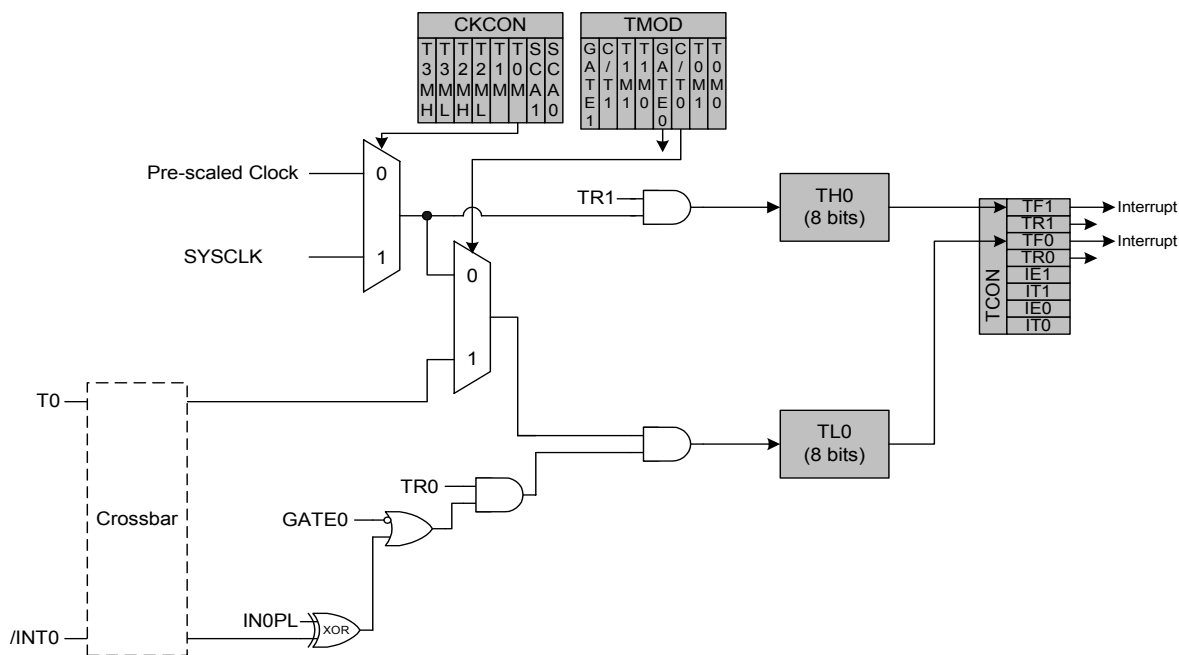 CKCON
T3MH
T3ML
T2MH
T2ML
T1M
T0M
SCA1
SCA0
TMOD
GATE1
C/T1
T1M1
T1M0
GATE0
C/T0
T0M1
T0M0
Pre-scaled Clock
0
SYSCLK
1
TR1
TH0
(8 bits)
TCON
TF1
TR1
TF0
TR0
IE1
IT1
IE0
IT0
Interrupt
Interrupt
0
1
T0
Crossbar
/INT0
TL0
(8 bits)
TR0
GATE0
IN0PL
XOR